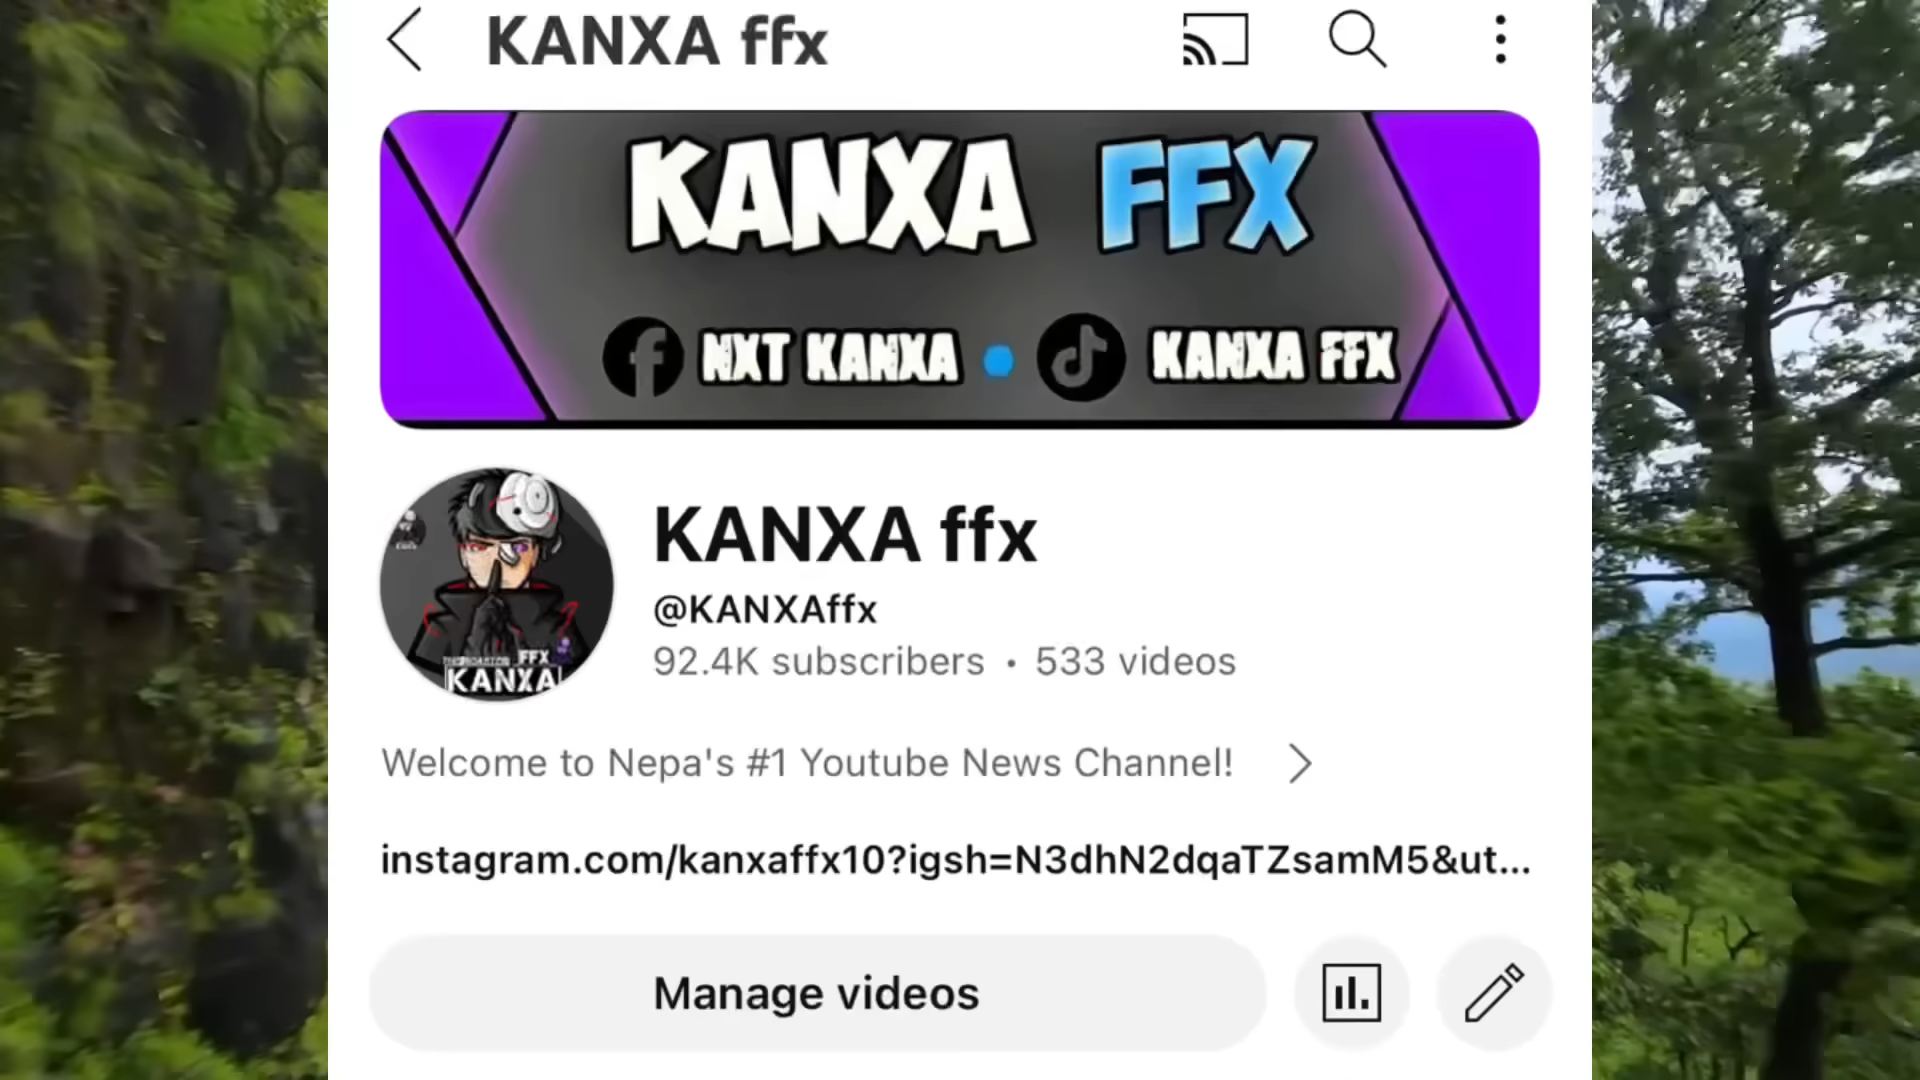 KANXA ffx
KANXA FFX
NXT KANXA KANXA FFX
KANXA ffx
@KANXAffx
92.4K subscribers • 533 videos
FFX
KANXA
Welcome to Nepa's #1 Youtube News Channel!
instagram.com/kanxaffx10?igsh=N3dhN2dqaTZsamM5&ut...
Manage videos